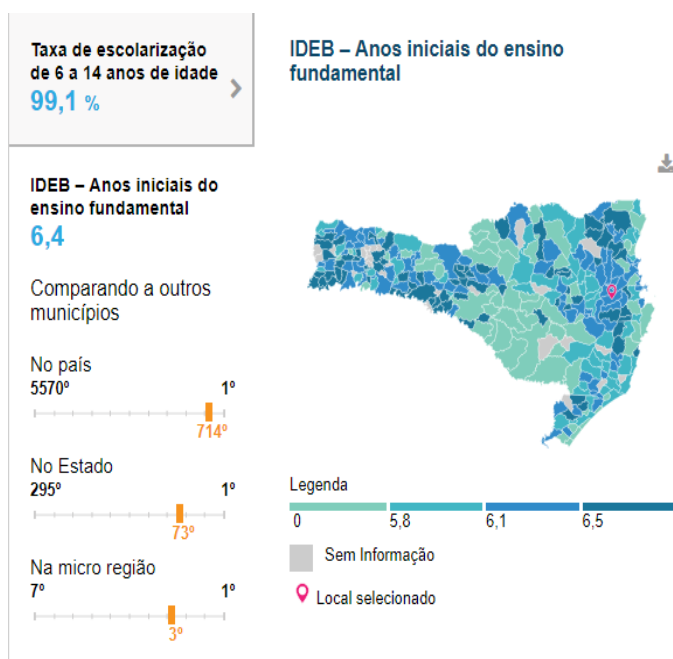 Taxa de escolarização
de 6 a 14 anos de idade
99,1 %
IDEB – Anos iniciais do
ensino fundamental
6,4
Comparando a outros
municípios
No país
5570º 1º
714º
No Estado
295º 1º
73º
Na micro região
7º 1º
3º
IDEB – Anos iniciais do ensino
fundamental
Legenda
0 5,8 6,1 6,5
Sem Informação
Local selecionado